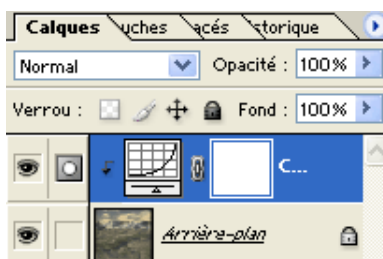 Calques uches acés storique
Normal Opacité : 100%
Verrou : Fond : 100%
C...
Arrière-plan